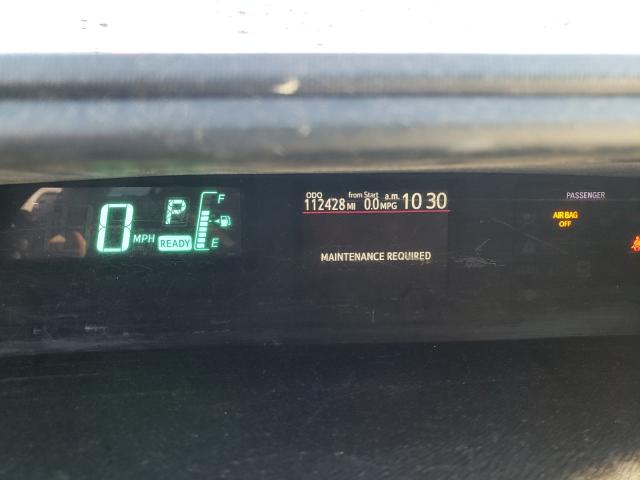 0 MPH
P
READY
F
E
ODO from Start a.m.
112428 MI 0.0 MPG 10 30
MAINTENANCE REQUIRED
PASSENGER
AIR BAG
OFF